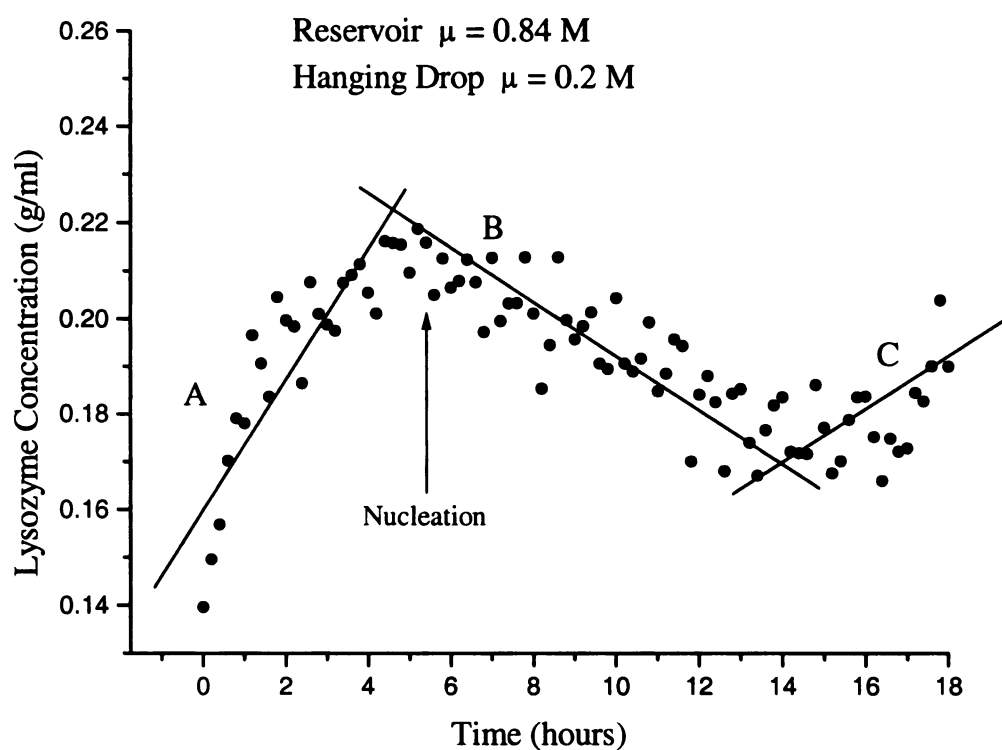 Reservoir μ = 0.84 M
Hanging Drop μ = 0.2 M
Lysozyme Concentration (g/ml)
0.26
0.24
0.22
0.20
0.18
0.16
0.14
A
B
C
Nucleation
0 2 4 6 8 10 12 14 16 18
Time (hours)